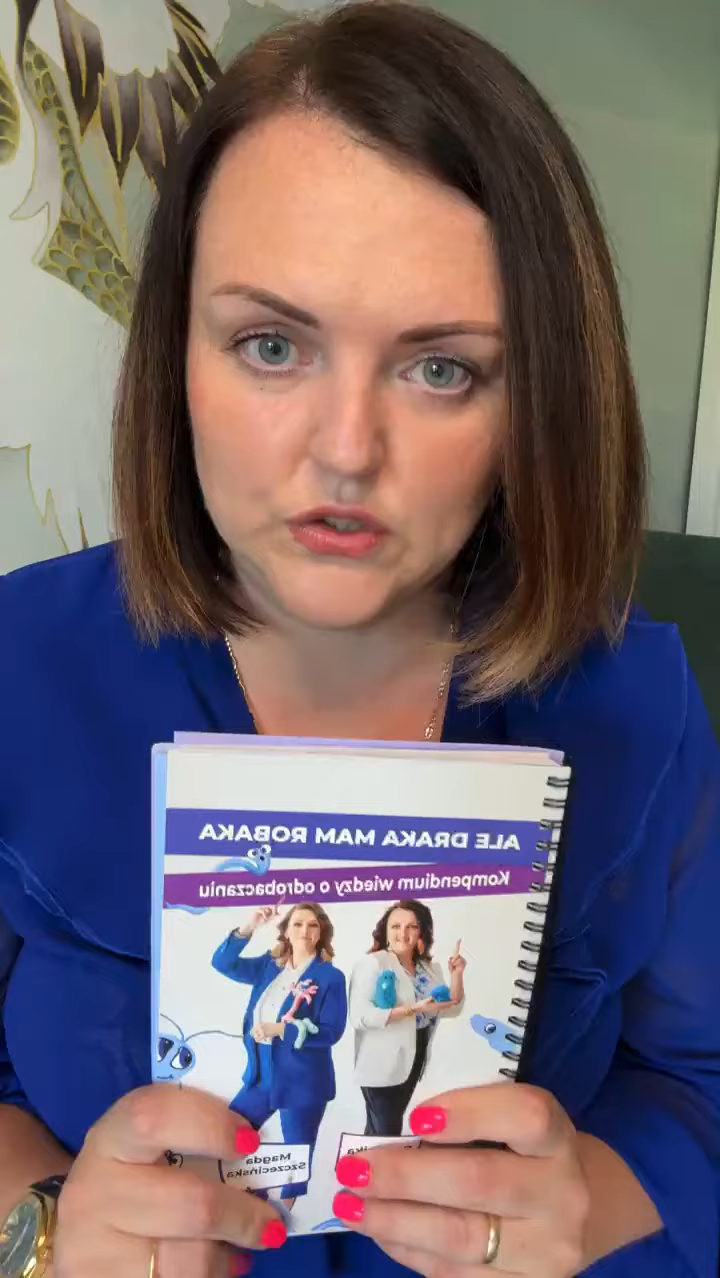 ALE DRAKA MAM ROBAKA
Kompendium wiedzy o odrobaczaniu
Magda
Szczecińska